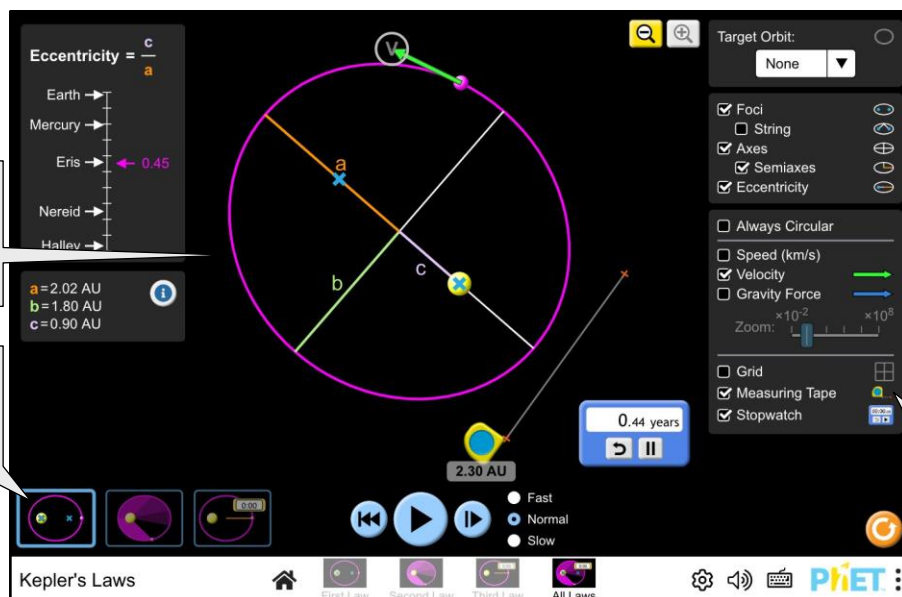 Eccentricity = c
a
Earth
Mercury
Eris
0.45
Nereid
Halley
a=2.02 AU
b=1.80 AU
c=0.90 AU
V
a
b
c
2.30 AU
0.44 years
Target Orbit:
None
Foci
String
Axes
Semiaxes
Eccentricity
Always Circular
Speed (km/s)
Velocity
Gravity Force
×10-2 ×108
Zoom:
Grid
Measuring Tape
Stopwatch
0:00
Fast
Normal
Slow
Kepler's Laws
First Law
Second Law
Third Law
All Laws
PhET